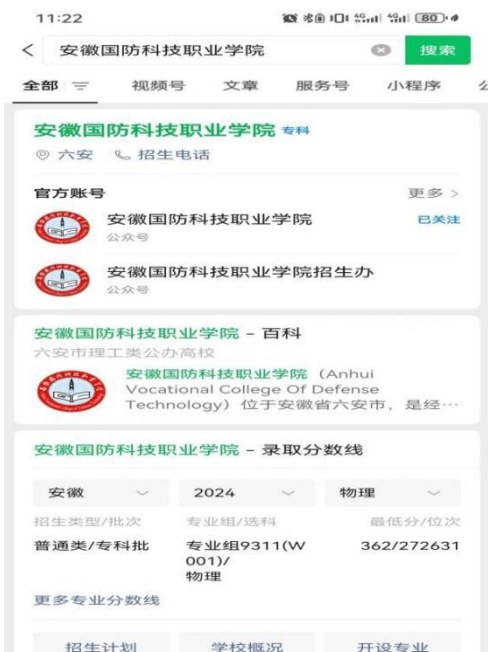 11:22
80
安徽国防科技职业学院
搜索
全部 视频号 文章 服务号 小程序
安徽国防科技职业学院 专科
六安 招生电话
官方账号 更多 >
安徽国防科技职业学院 已关注
公众号
安徽国防科技职业学院招生办
公众号
安徽国防科技职业学院 - 百科
六安市理工类公办高校
安徽国防科技职业学院（Anhui
Vocational College Of Defense
Technology）位于安徽省六安市，是经…
安徽国防科技职业学院 - 录取分数线
安徽 2024 物理
招生类型/批次 专业组/选科 最低分/位次
普通类/专科批 专业组9311(W 362/272631
001)/
物理
更多专业分数线
招生计划 学校概况 开设专业